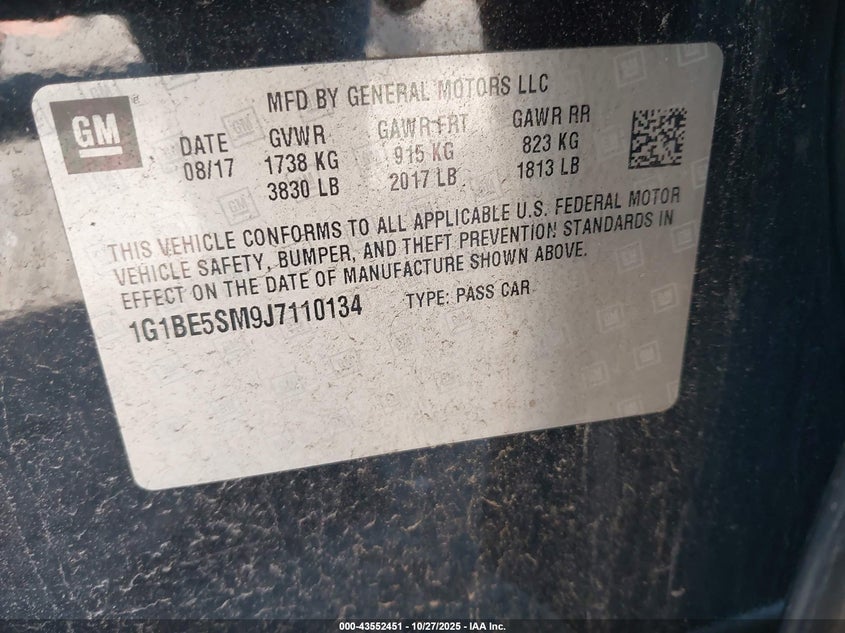 GM
MFD BY GENERAL MOTORS LLC
DATE GVWR GAWR FRT GAWR RR
08/17 1738 KG 915 KG 823 KG
3830 LB 2017 LB 1813 LB
THIS VEHICLE CONFORMS TO ALL APPLICABLE U.S. FEDERAL MOTOR
VEHICLE SAFETY, BUMPER, AND THEFT PREVENTION STANDARDS IN
EFFECT ON THE DATE OF MANUFACTURE SHOWN ABOVE.
1G1BE5SM9J7110134 TYPE: PASS CAR
000-43552451 | 10/27/2025 | IAA Inc.